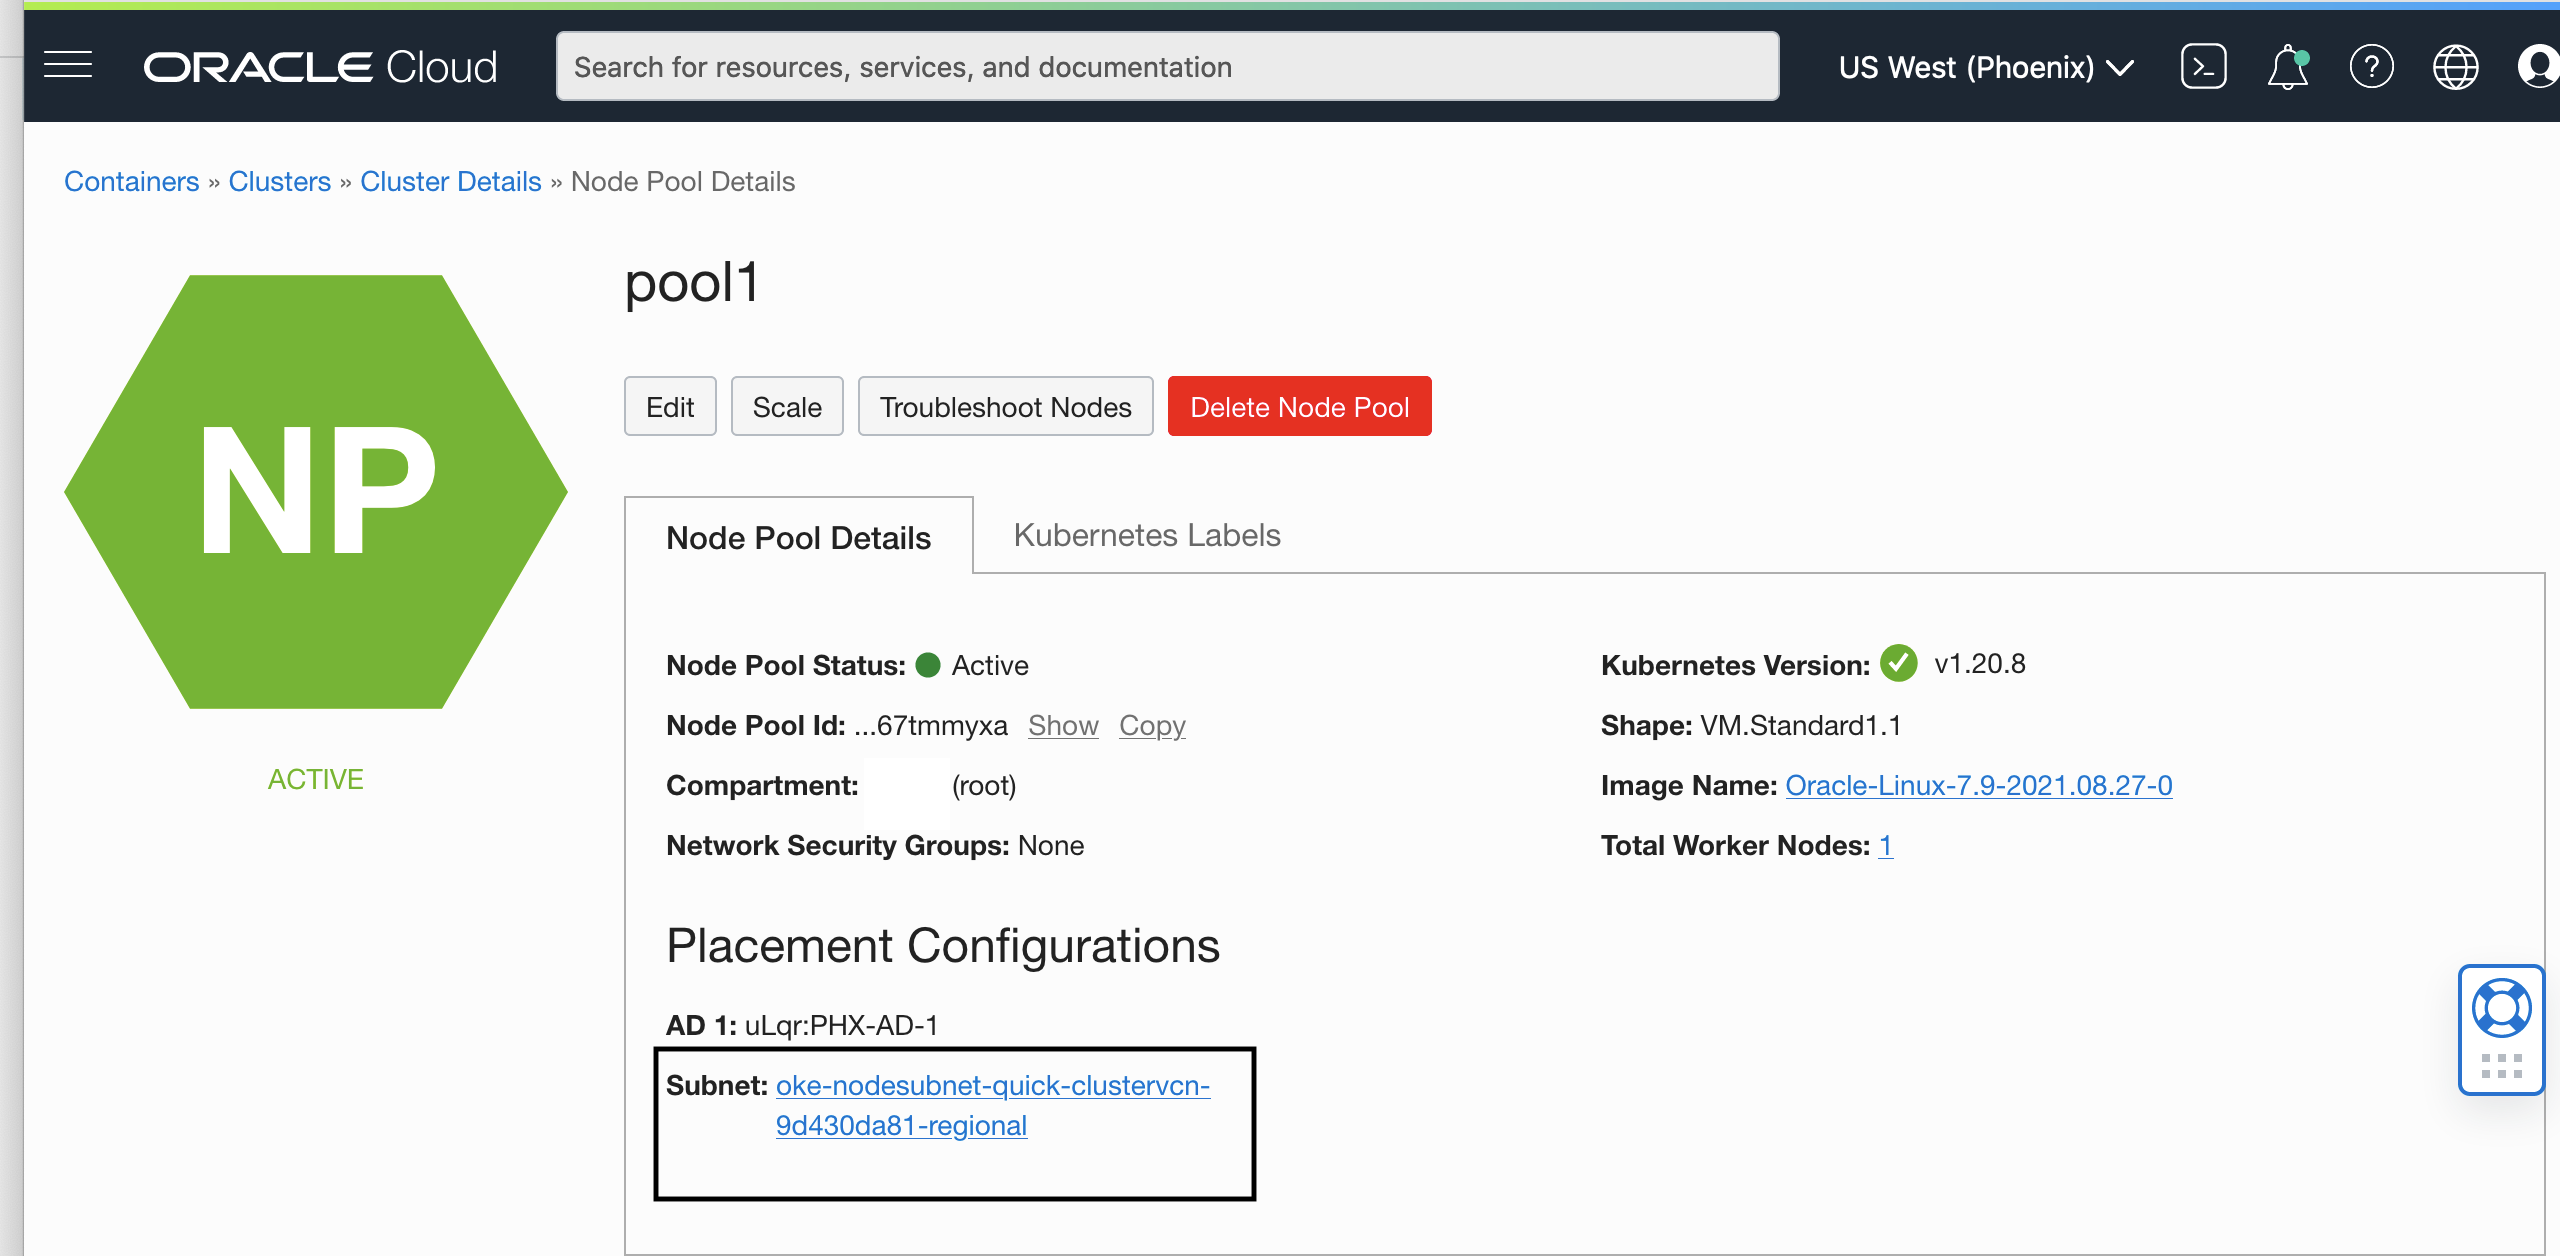 ORACLE Cloud
Search for resources, services, and documentation
US West (Phoenix)
Containers » Clusters » Cluster Details » Node Pool Details
NP
ACTIVE
pool1
Edit
Scale
Troubleshoot Nodes
Delete Node Pool
Node Pool Details
Kubernetes Labels
Node Pool Status: Active
Node Pool Id: ...67tmmyxa Show Copy
Compartment: (root)
Network Security Groups: None
Kubernetes Version: v1.20.8
Shape: VM.Standard1.1
Image Name: Oracle-Linux-7.9-2021.08.27-0
Total Worker Nodes: 1
Placement Configurations
AD 1: uLqr:PHX-AD-1
Subnet: oke-nodesubnet-quick-clustervcn-
9d430da81-regional